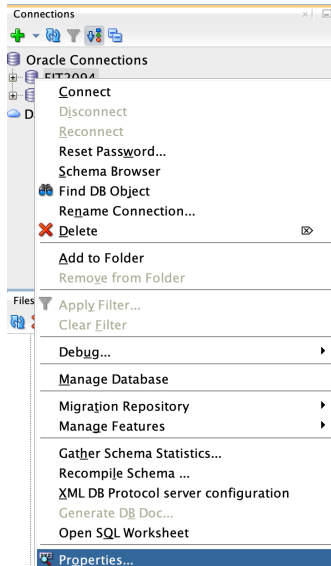 Connections
Oracle Connections
FIT2094
D
Connect
Disconnect
Reconnect
Reset Password...
Schema Browser
Find DB Object
Rename Connection...
Delete
Add to Folder
Remove from Folder
Files
Apply Filter...
Clear Filter
Debug...
Manage Database
Migration Repository
Manage Features
Gather Schema Statistics...
Recompile Schema ...
XML DB Protocol server configuration
Generate DB Doc...
Open SQL Worksheet
Properties...